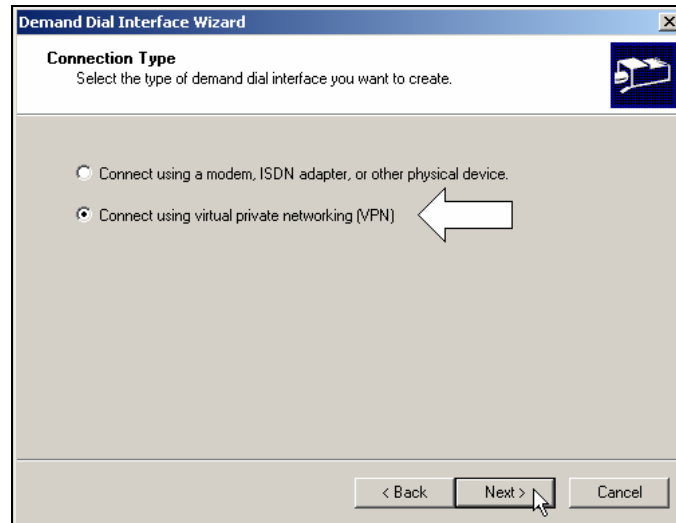 Demand Dial Interface Wizard
Connection Type
Select the type of demand dial interface you want to create.
Connect using a modem, ISDN adapter, or other physical device.
Connect using virtual private networking (VPN)
< Back Next > Cancel